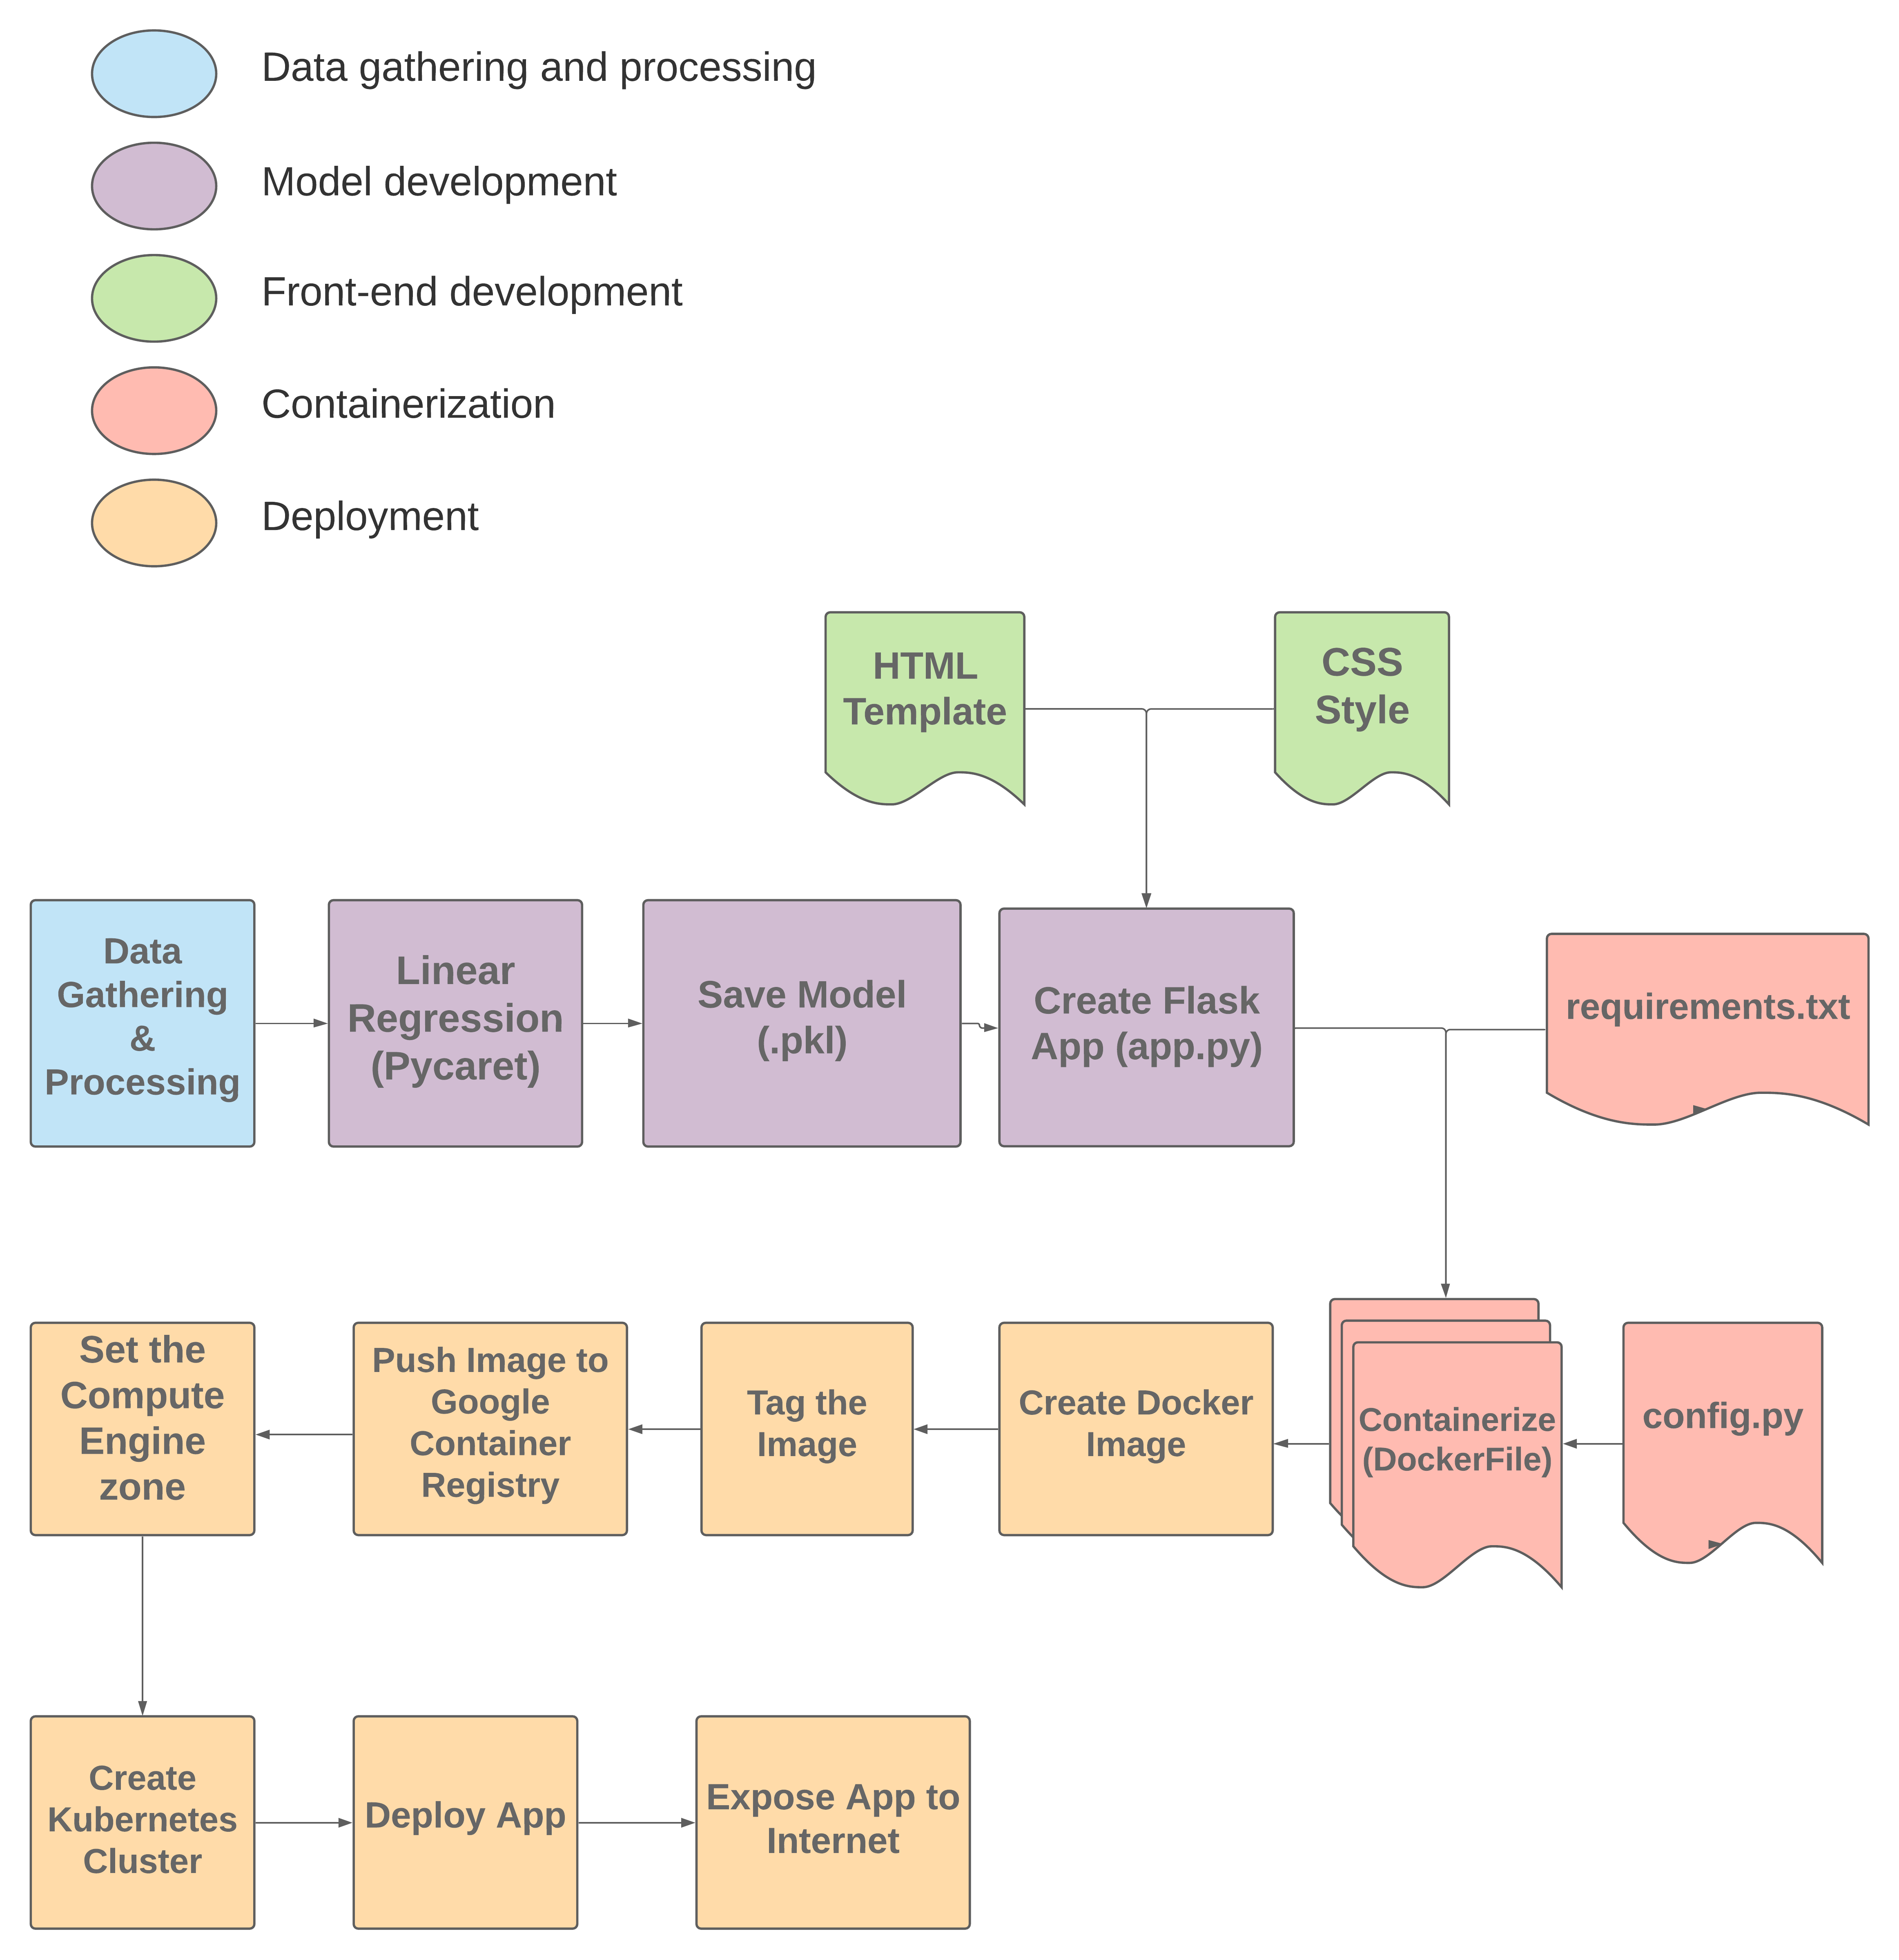 Data gathering and processing
Model development
Front-end development
Containerization
Deployment
HTML
Template
CSS
Style
Data
Gathering
&
Processing
Linear
Regression
(Pycaret)
Save Model
(.pkl)
Create Flask
App (app.py)
requirements.txt
Set the
Compute
Engine
zone
Push Image to
Google
Container
Registry
Tag the
Image
Create Docker
Image
Containerize
(DockerFile)
config.py
Create
Kubernetes
Cluster
Deploy App
Expose App to
Internet